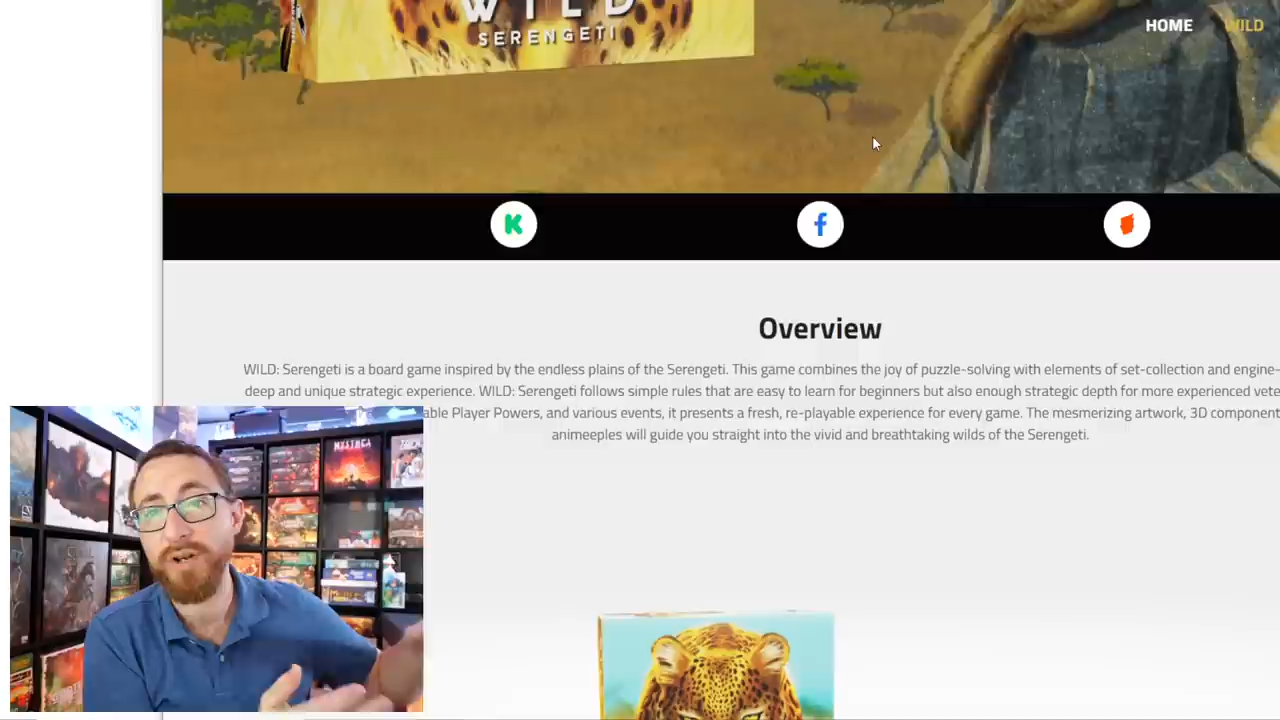 WILD
SERENGETI
HOME WILD
Overview
WILD: Serengeti is a board game inspired by the endless plains of the Serengeti. This game combines the joy of puzzle-solving with elements of set-collection and engine-
deep and unique strategic experience. WILD: Serengeti follows simple rules that are easy to learn for beginners but also enough strategic depth for more experienced vete
able Player Powers, and various events, it presents a fresh, re-playable experience for every game. The mesmerizing artwork, 3D component
animeeples will guide you straight into the vivid and breathtaking wilds of the Serengeti.
MYSTHEA